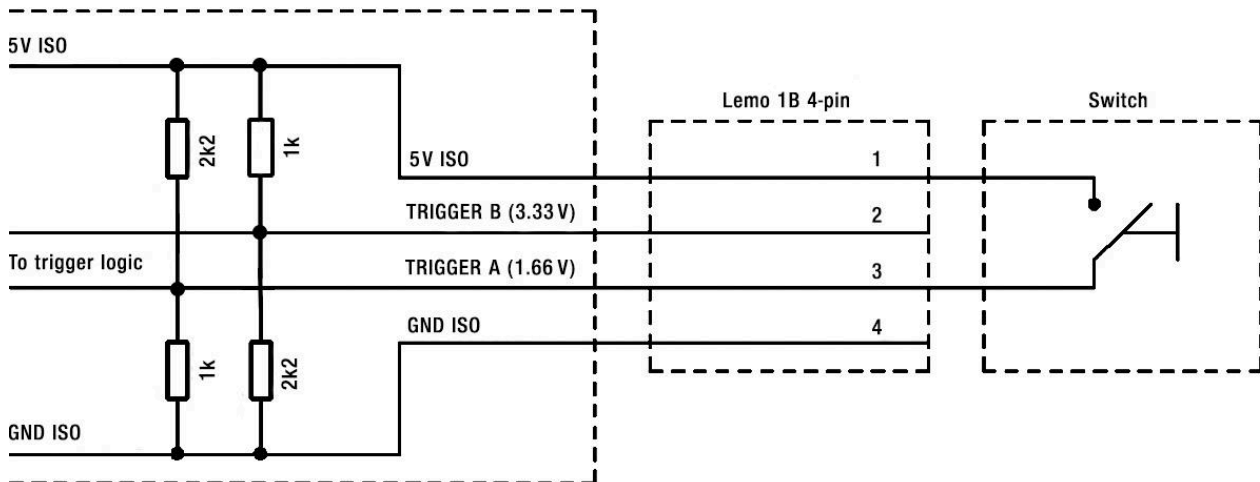 5V ISO
2k2
1k
Lemo 1B 4-pin
Switch
5V ISO
1
TRIGGER B (3.33 V)
2
To trigger logic
TRIGGER A (1.66 V)
3
GND ISO
4
1k
2k2
GND ISO